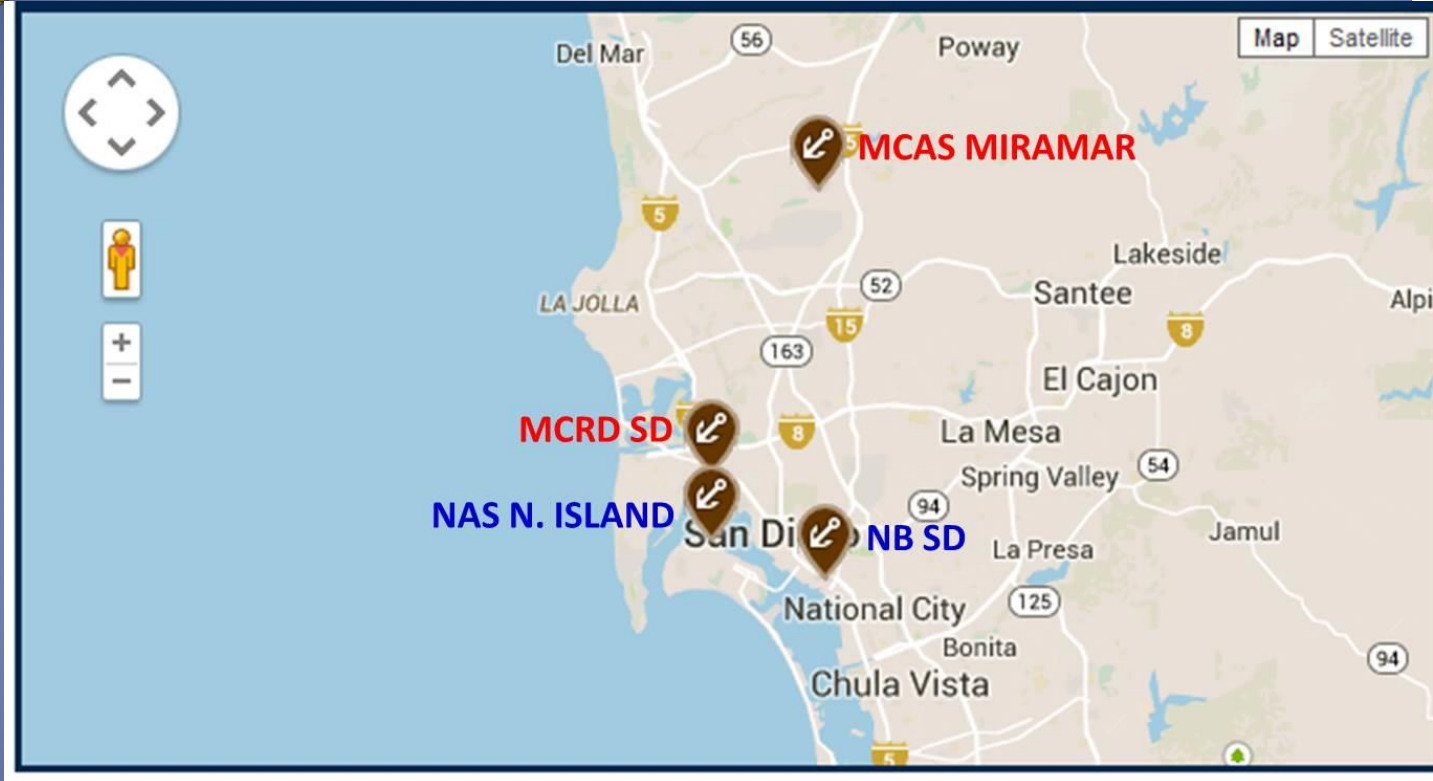 Del Mar
56
Poway
Map
Satellite
MCAS MIRAMAR
5
Lakeside
52
Santee
LA JOLLA
Alpi
15
8
163
El Cajon
MCRD SD
8
La Mesa
54
Spring Valley
94
NAS N. ISLAND
San Di
NB SD
Jamul
La Presa
125
National City
Bonita
94
Chula Vista
5